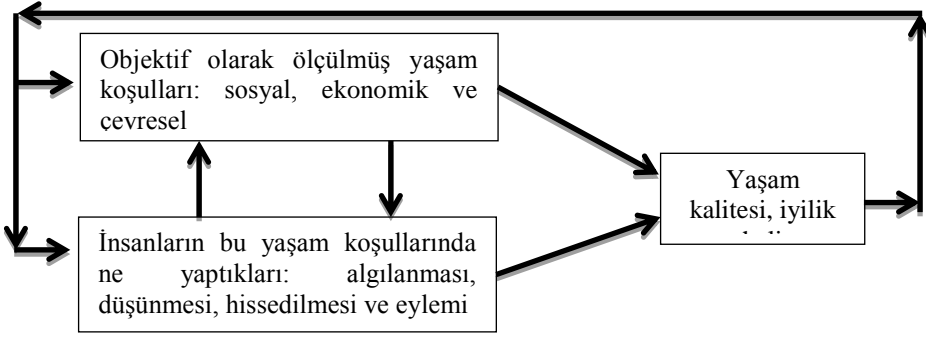 Objektif olarak ölçülmüş yaşam
koşulları: sosyal, ekonomik ve
çevresel
Yaşam
kalitesi, iyilik
İnsanların bu yaşam koşullarında
ne yaptıkları: algılanması,
düşünmesi, hissedilmesi ve eylemi